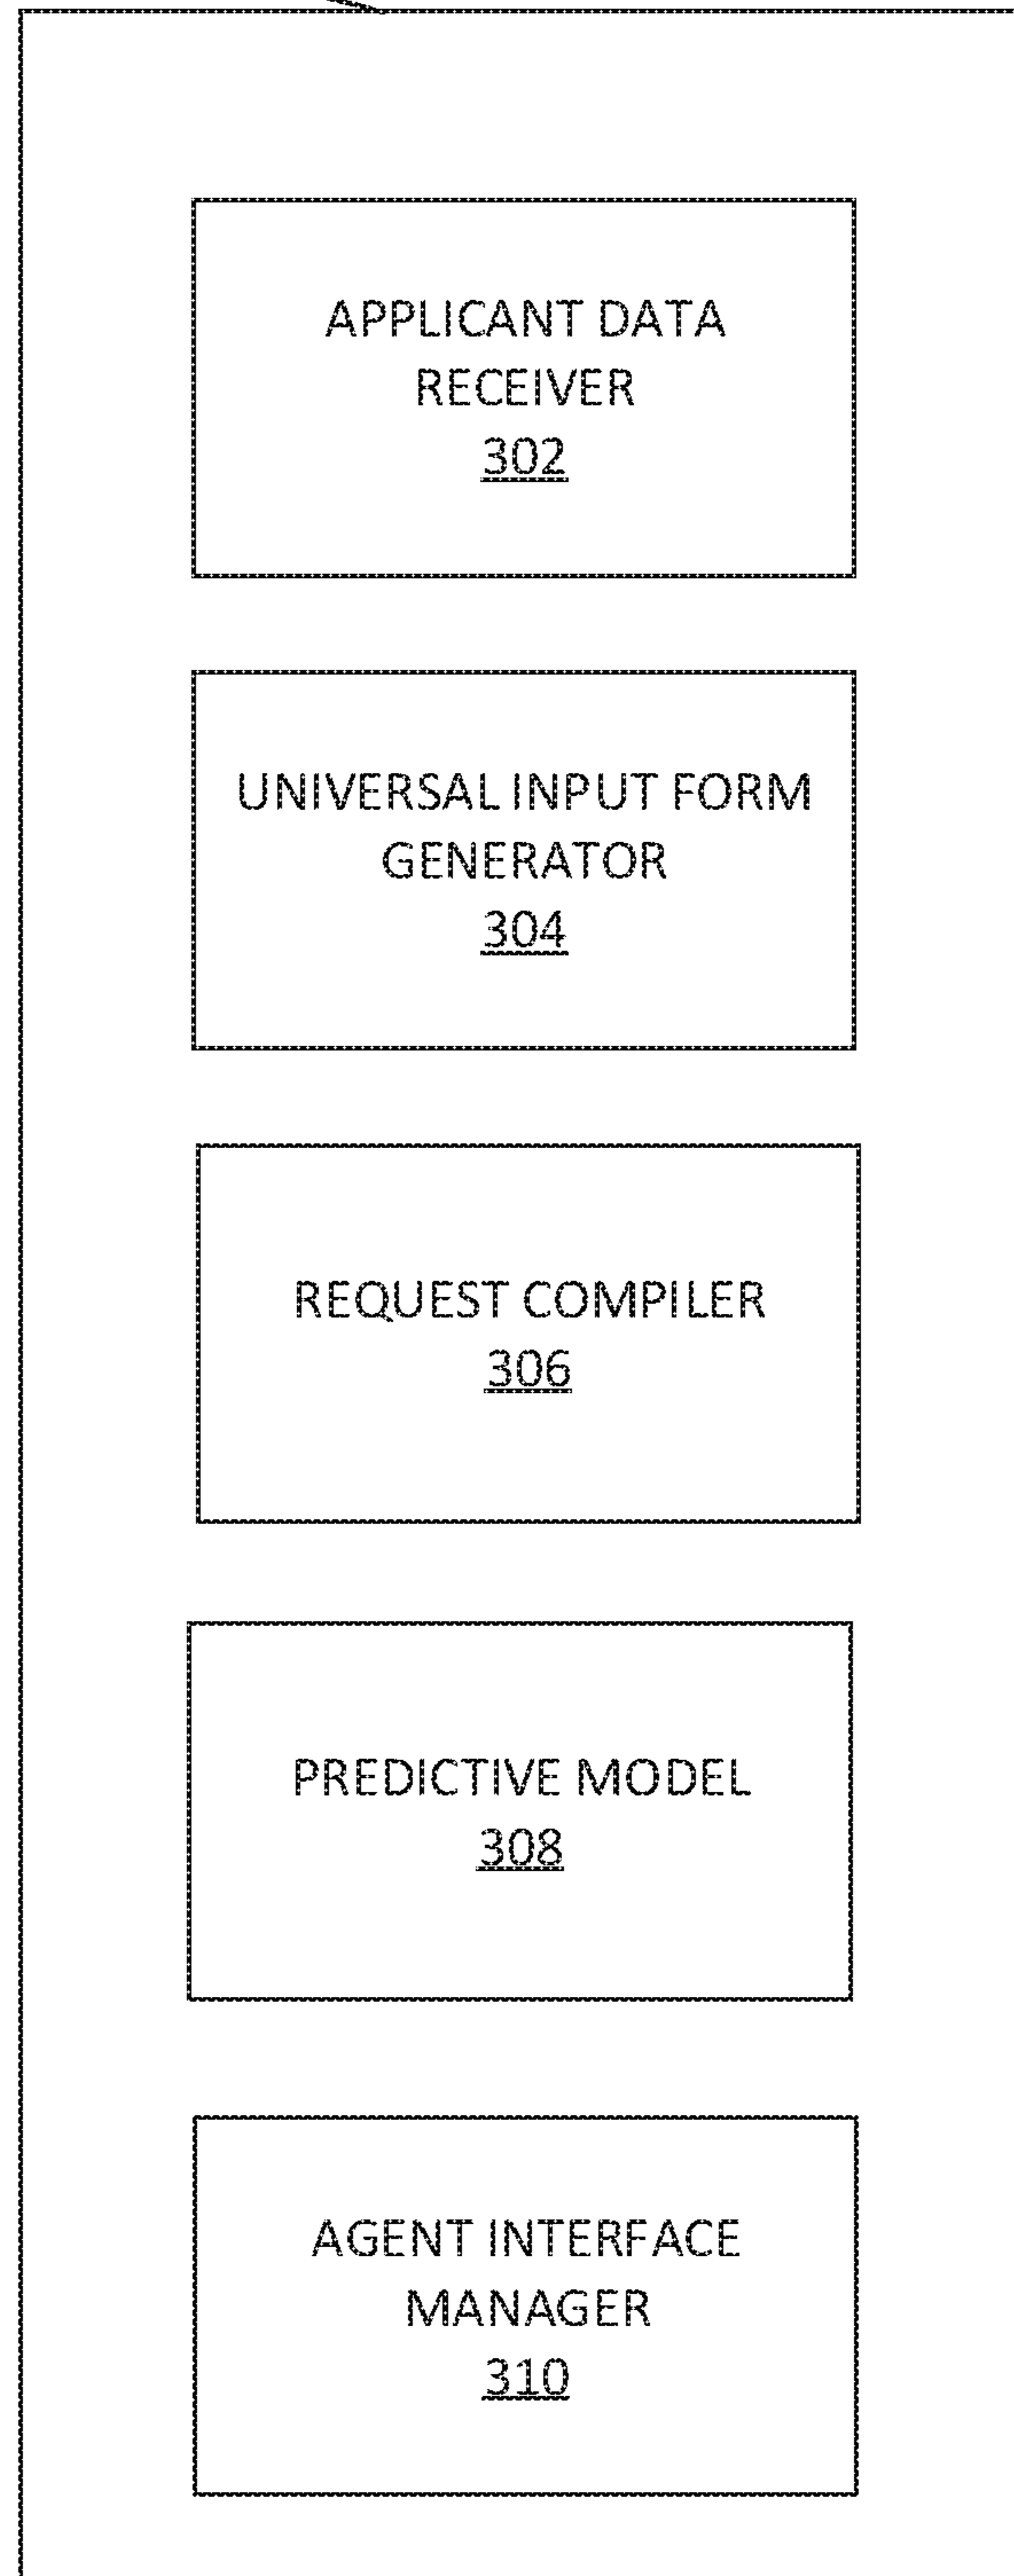 APPLICANT DATA
RECEIVER
302
UNIVERSAL INPUT FORM
GENERATOR
304
REQUEST COMPILER
306
PREDICTIVE MODEL
308
AGENT INTERFACE
MANAGER
310